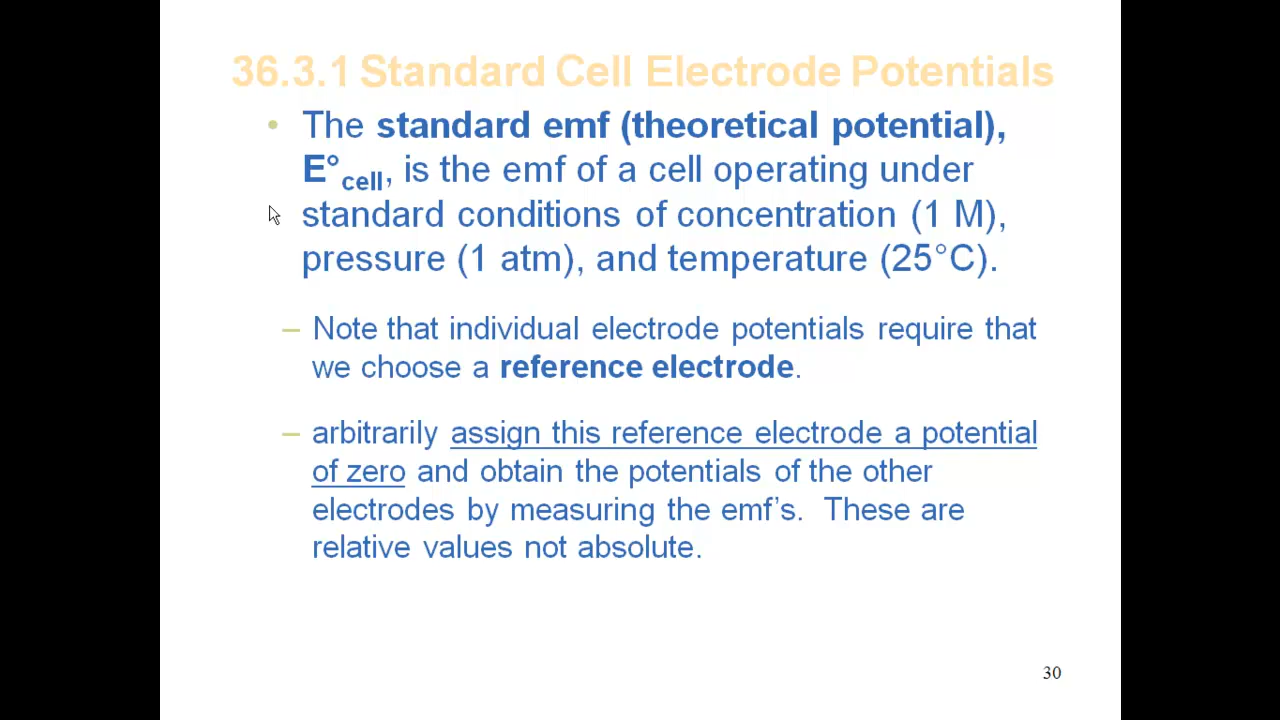 36.3.1 Standard Cell Electrode Potentials
• The standard emf (theoretical potential),
E°cell, is the emf of a cell operating under
standard conditions of concentration (1 M),
pressure (1 atm), and temperature (25°C).
– Note that individual electrode potentials require that
we choose a reference electrode.
– arbitrarily assign this reference electrode a potential
of zero and obtain the potentials of the other
electrodes by measuring the emf's. These are
relative values not absolute.
30